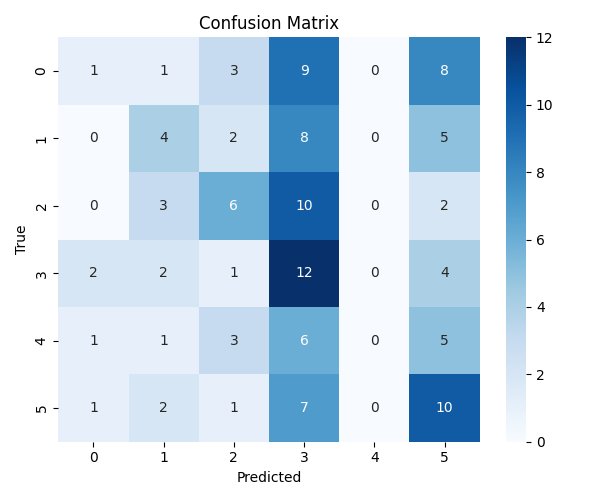 Confusion Matrix
0 1 1 3 9 0 8
1 0 4 2 8 0 5
2 0 3 6 10 0 2
3 2 2 1 12 0 4
4 1 1 3 6 0 5
5 1 2 1 7 0 10
0 1 2 3 4 5
Predicted
True
12
10
8
6
4
2
0